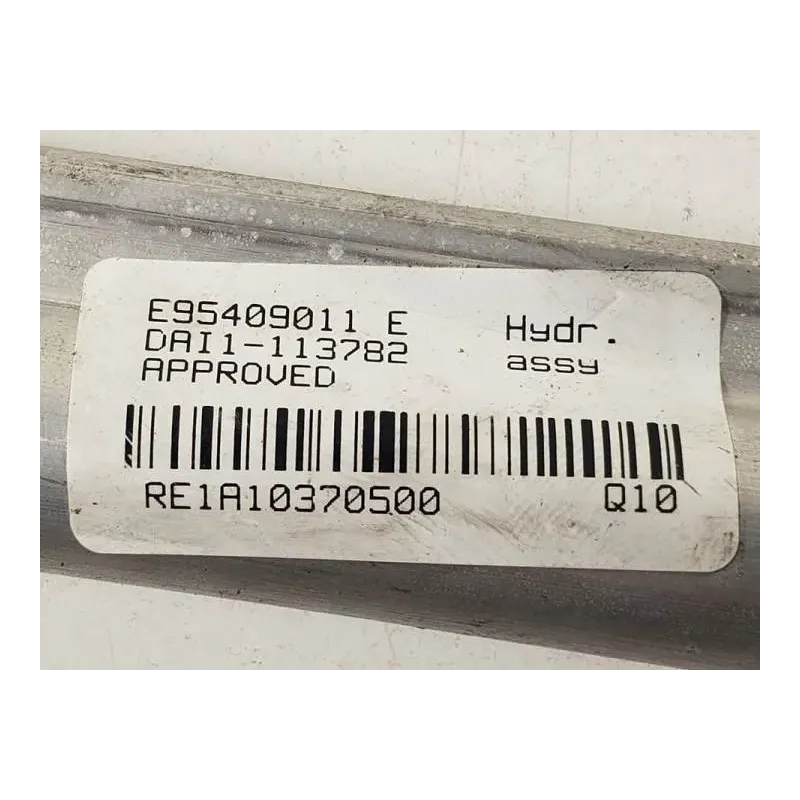 E95409011 E
DAI1-113782
APPROVED
Hydr.
assy
RE1A10370500
Q10